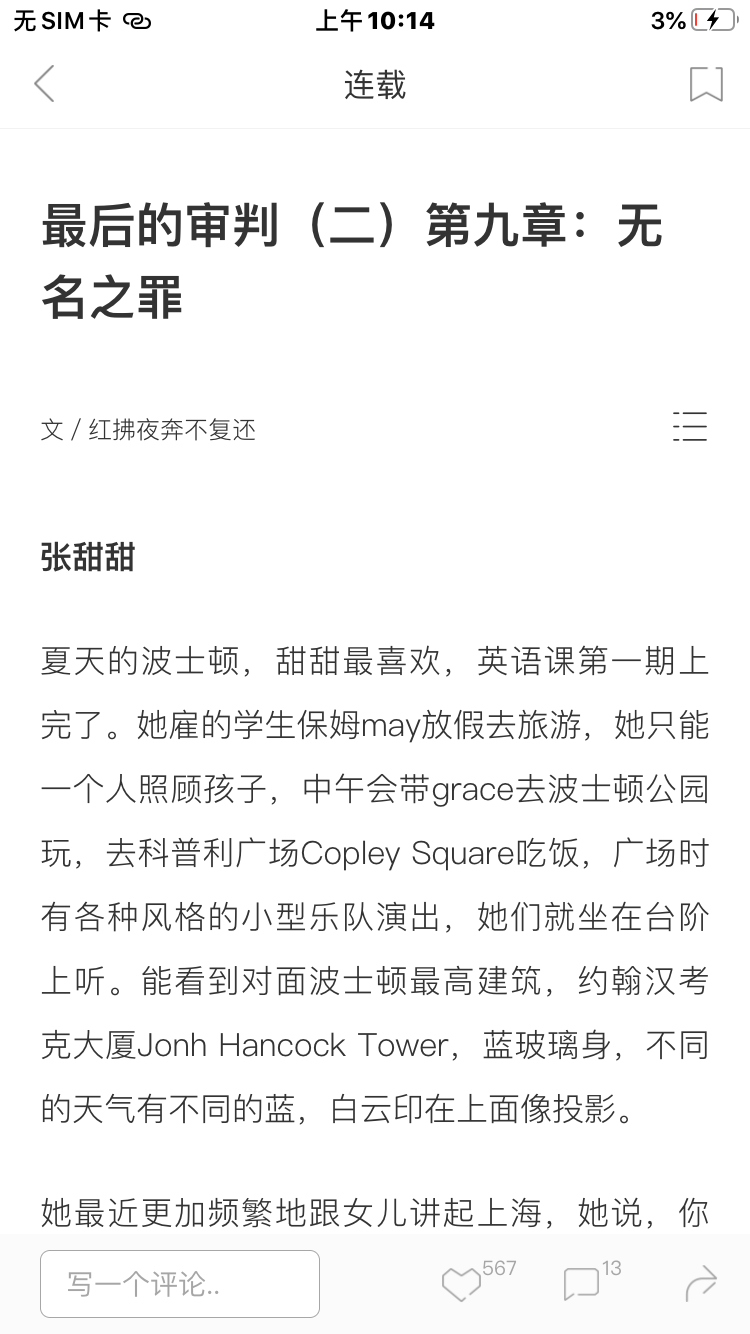 无SIM卡 上午10:14 3%
连载
最后的审判（二）第九章：无
名之罪
文 / 红拂夜奔不复还
张甜甜
夏天的波士顿，甜甜最喜欢，英语课第一期上
完了。她雇的学生保姆may放假去旅游，她只能
一个人照顾孩子，中午会带grace去波士顿公园
玩，去科普利广场Copley Square吃饭，广场时
有各种风格的小型乐队演出，她们就坐在台阶
上听。能看到对面波士顿最高建筑，约翰汉考
克大厦Jonh Hancock Tower，蓝玻璃身，不同
的天气有不同的蓝，白云印在上面像投影。
她最近更加频繁地跟女儿讲起上海，她说，你
写一个评论.. 567 13